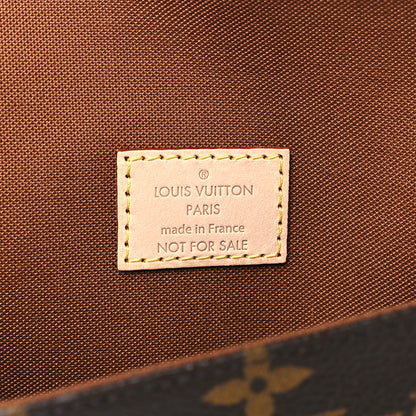 ®
LOUIS VUITTON
PARIS
made in France
NOT FOR SALE